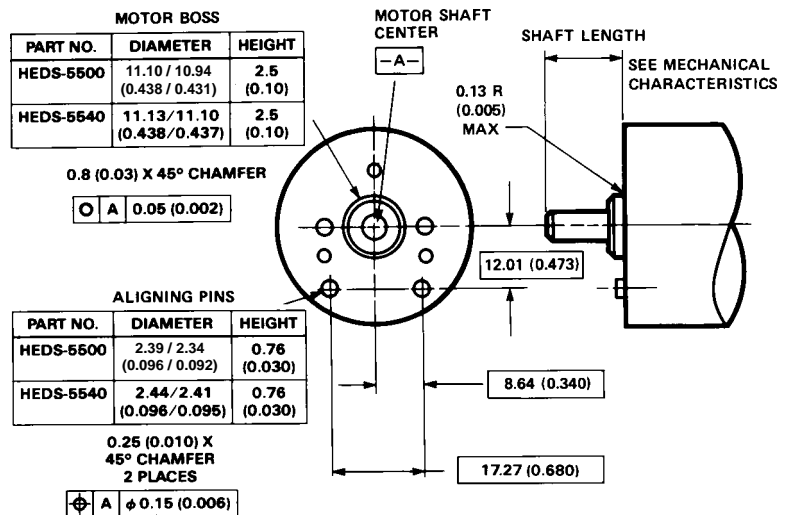 MOTOR BOSS
PART NO. DIAMETER HEIGHT
HEDS-5500 11.10 / 10.94 (0.438 / 0.431) 2.5 (0.10)
HEDS-5540 11.13/11.10 (0.438/0.437) 2.5 (0.10)
0.8 (0.03) X 45º CHAMFER
O A 0.05 (0.002)
MOTOR SHAFT
CENTER
–A–
SHAFT LENGTH
SEE MECHANICAL
CHARACTERISTICS
0.13 R
(0.005)
MAX
12.01 (0.473)
ALIGNING PINS
PART NO. DIAMETER HEIGHT
HEDS-5500 2.39 / 2.34 (0.096 / 0.092) 0.76 (0.030)
HEDS-5540 2.44/2.41 (0.096/0.095) 0.76 (0.030)
0.25 (0.010) X
45º CHAMFER
2 PLACES
⌖ A ϕ 0.15 (0.006)
8.64 (0.340)
17.27 (0.680)